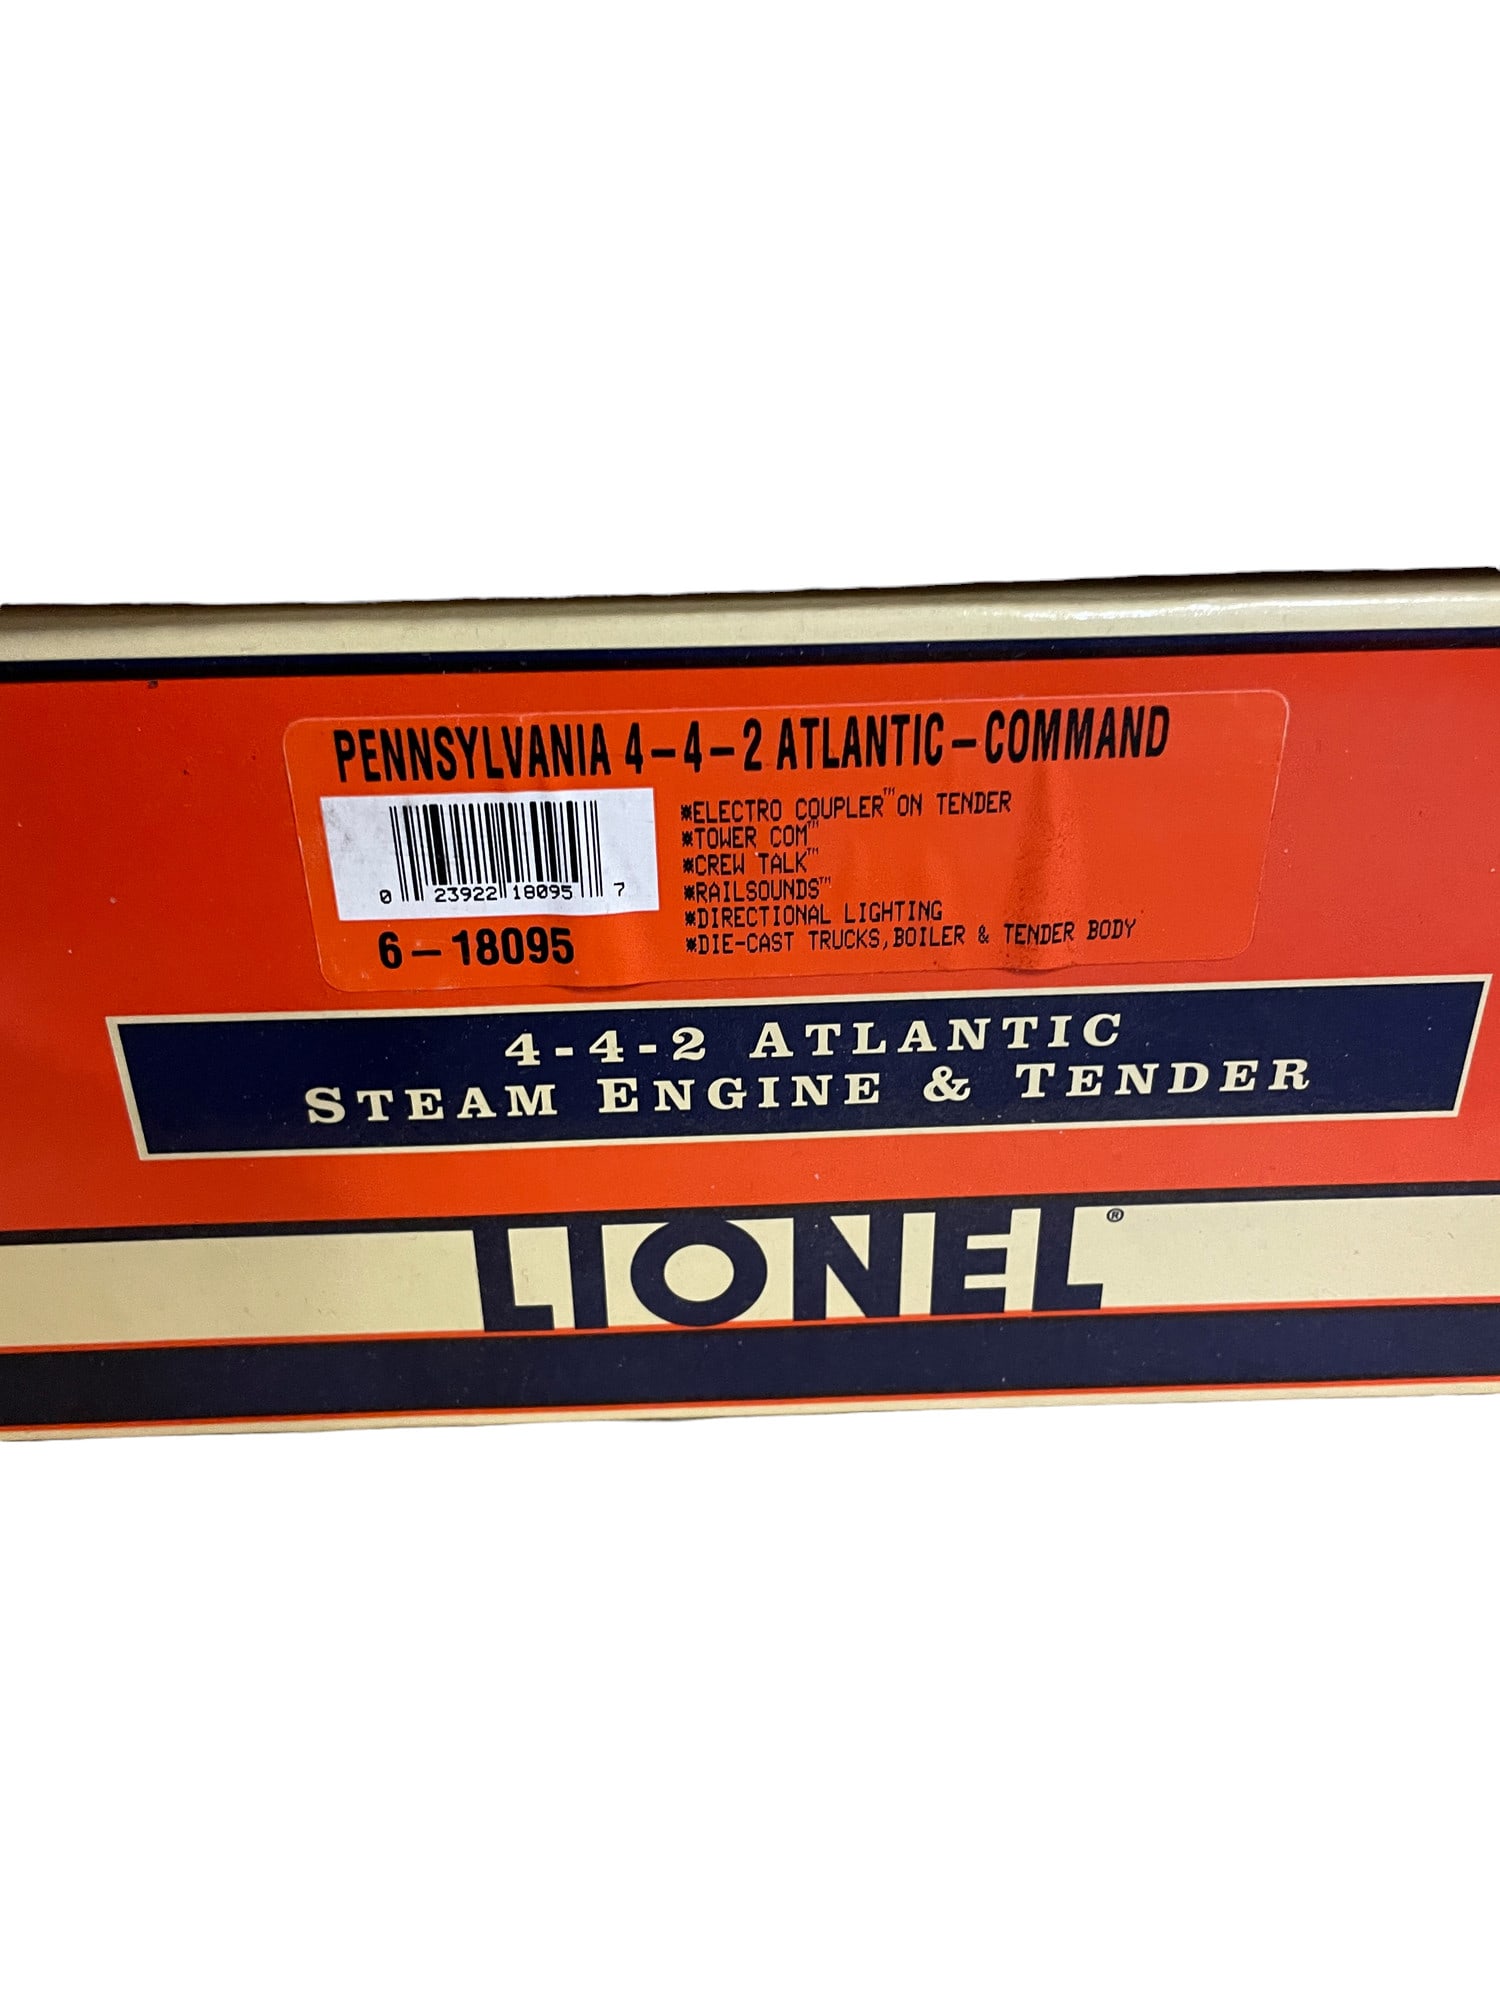 PENNSYLVANIA 4-4-2 ATLANTIC-COMMAND
*ELECTRO COUPLER™ ON TENDER
*TOWER COM™
*CREW TALK™
*RAILSOUNDS™
*DIRECTIONAL LIGHTING
*DIE-CAST TRUCKS, BOILER & TENDER BODY
0 23922 18095 7
6-18095
4-4-2 ATLANTIC
STEAM ENGINE & TENDER
LIONEL®